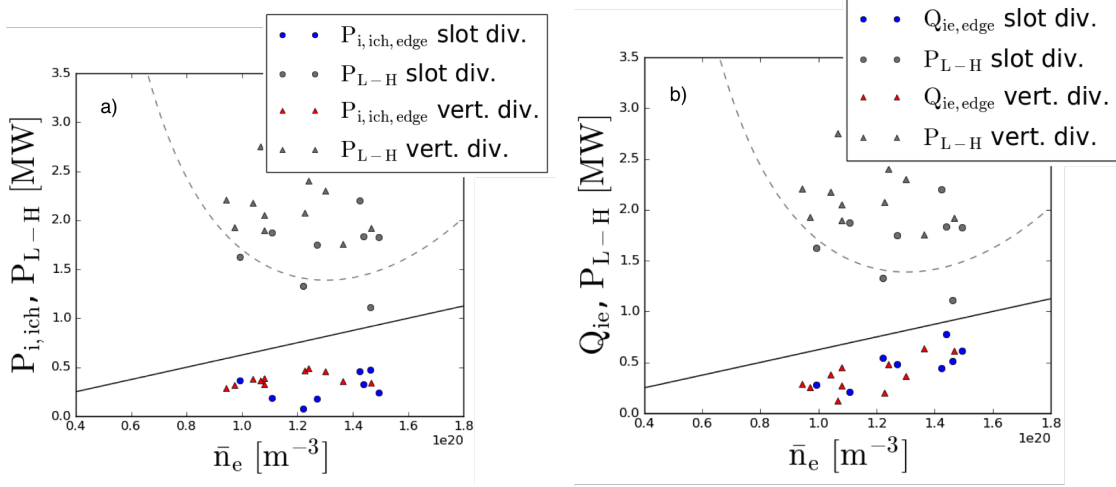 P_{i,ich,edge} slot div.
P_{L-H} slot div.
P_{i,ich,edge} vert. div.
P_{L-H} vert. div.
a)
P_{i,ich}, P_{L-H} [MW]
3.5
3.0
2.5
2.0
1.5
1.0
0.5
0.0
0.4 0.6 0.8 1.0 1.2 1.4 1.6 1.8
1e20
n̄_e [m^{-3}]
Q_{ie,edge} slot div.
P_{L-H} slot div.
Q_{ie,edge} vert. div.
P_{L-H} vert. div.
b)
Q_{ie}, P_{L-H} [MW]
3.5
3.0
2.5
2.0
1.5
1.0
0.5
0.0
0.4 0.6 0.8 1.0 1.2 1.4 1.6 1.8
1e20
n̄_e [m^{-3}]